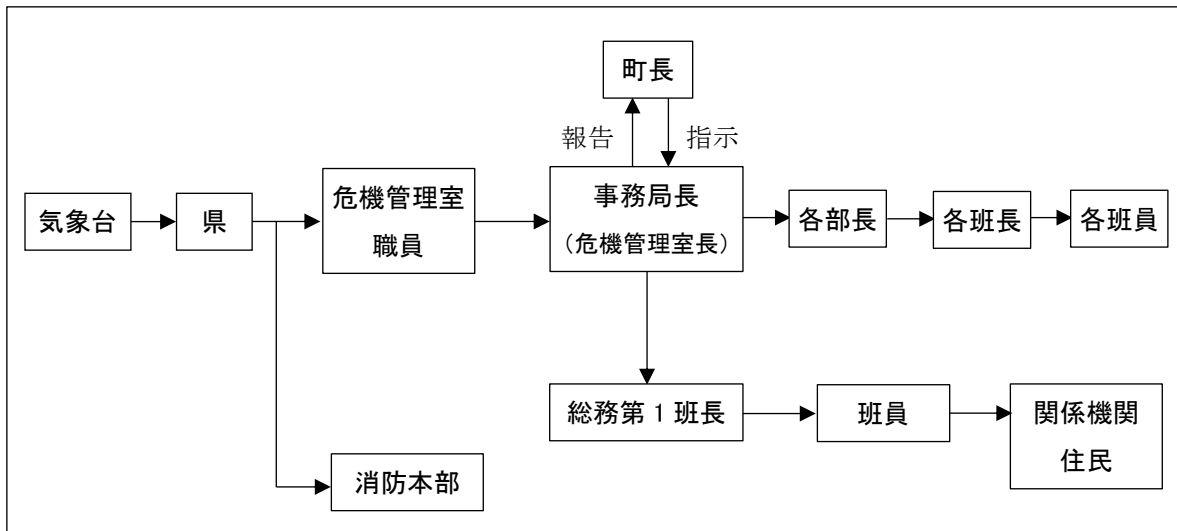 町長
報告
指示
気象台
県
危機管理室
職員
事務局長
（危機管理室長）
各部長
各班長
各班員
総務第１班長
班員
関係機関
住民
消防本部